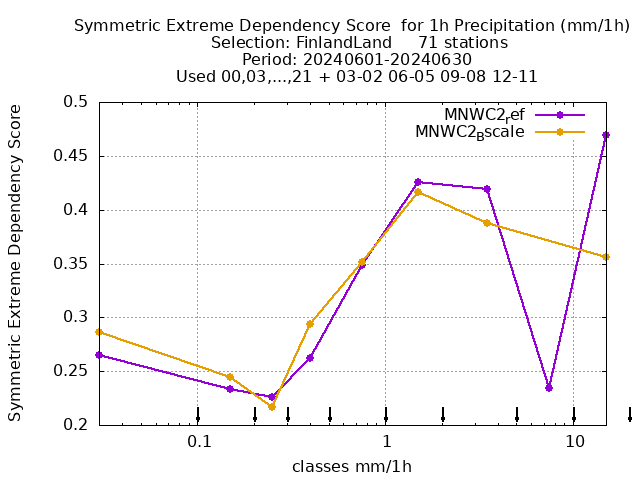 Symmetric Extreme Dependency Score  for 1h Precipitation (mm/1h)
Selection: FinlandLand     71 stations
Period: 20240601-20240630
Used 00,03,...,21 + 03-02 06-05 09-08 12-11
Symmetric Extreme Dependency Score
0.5
0.45
0.4
0.35
0.3
0.25
0.2
MNWC2ref
MNWC2Bscale
0.1
1
10
classes mm/1h